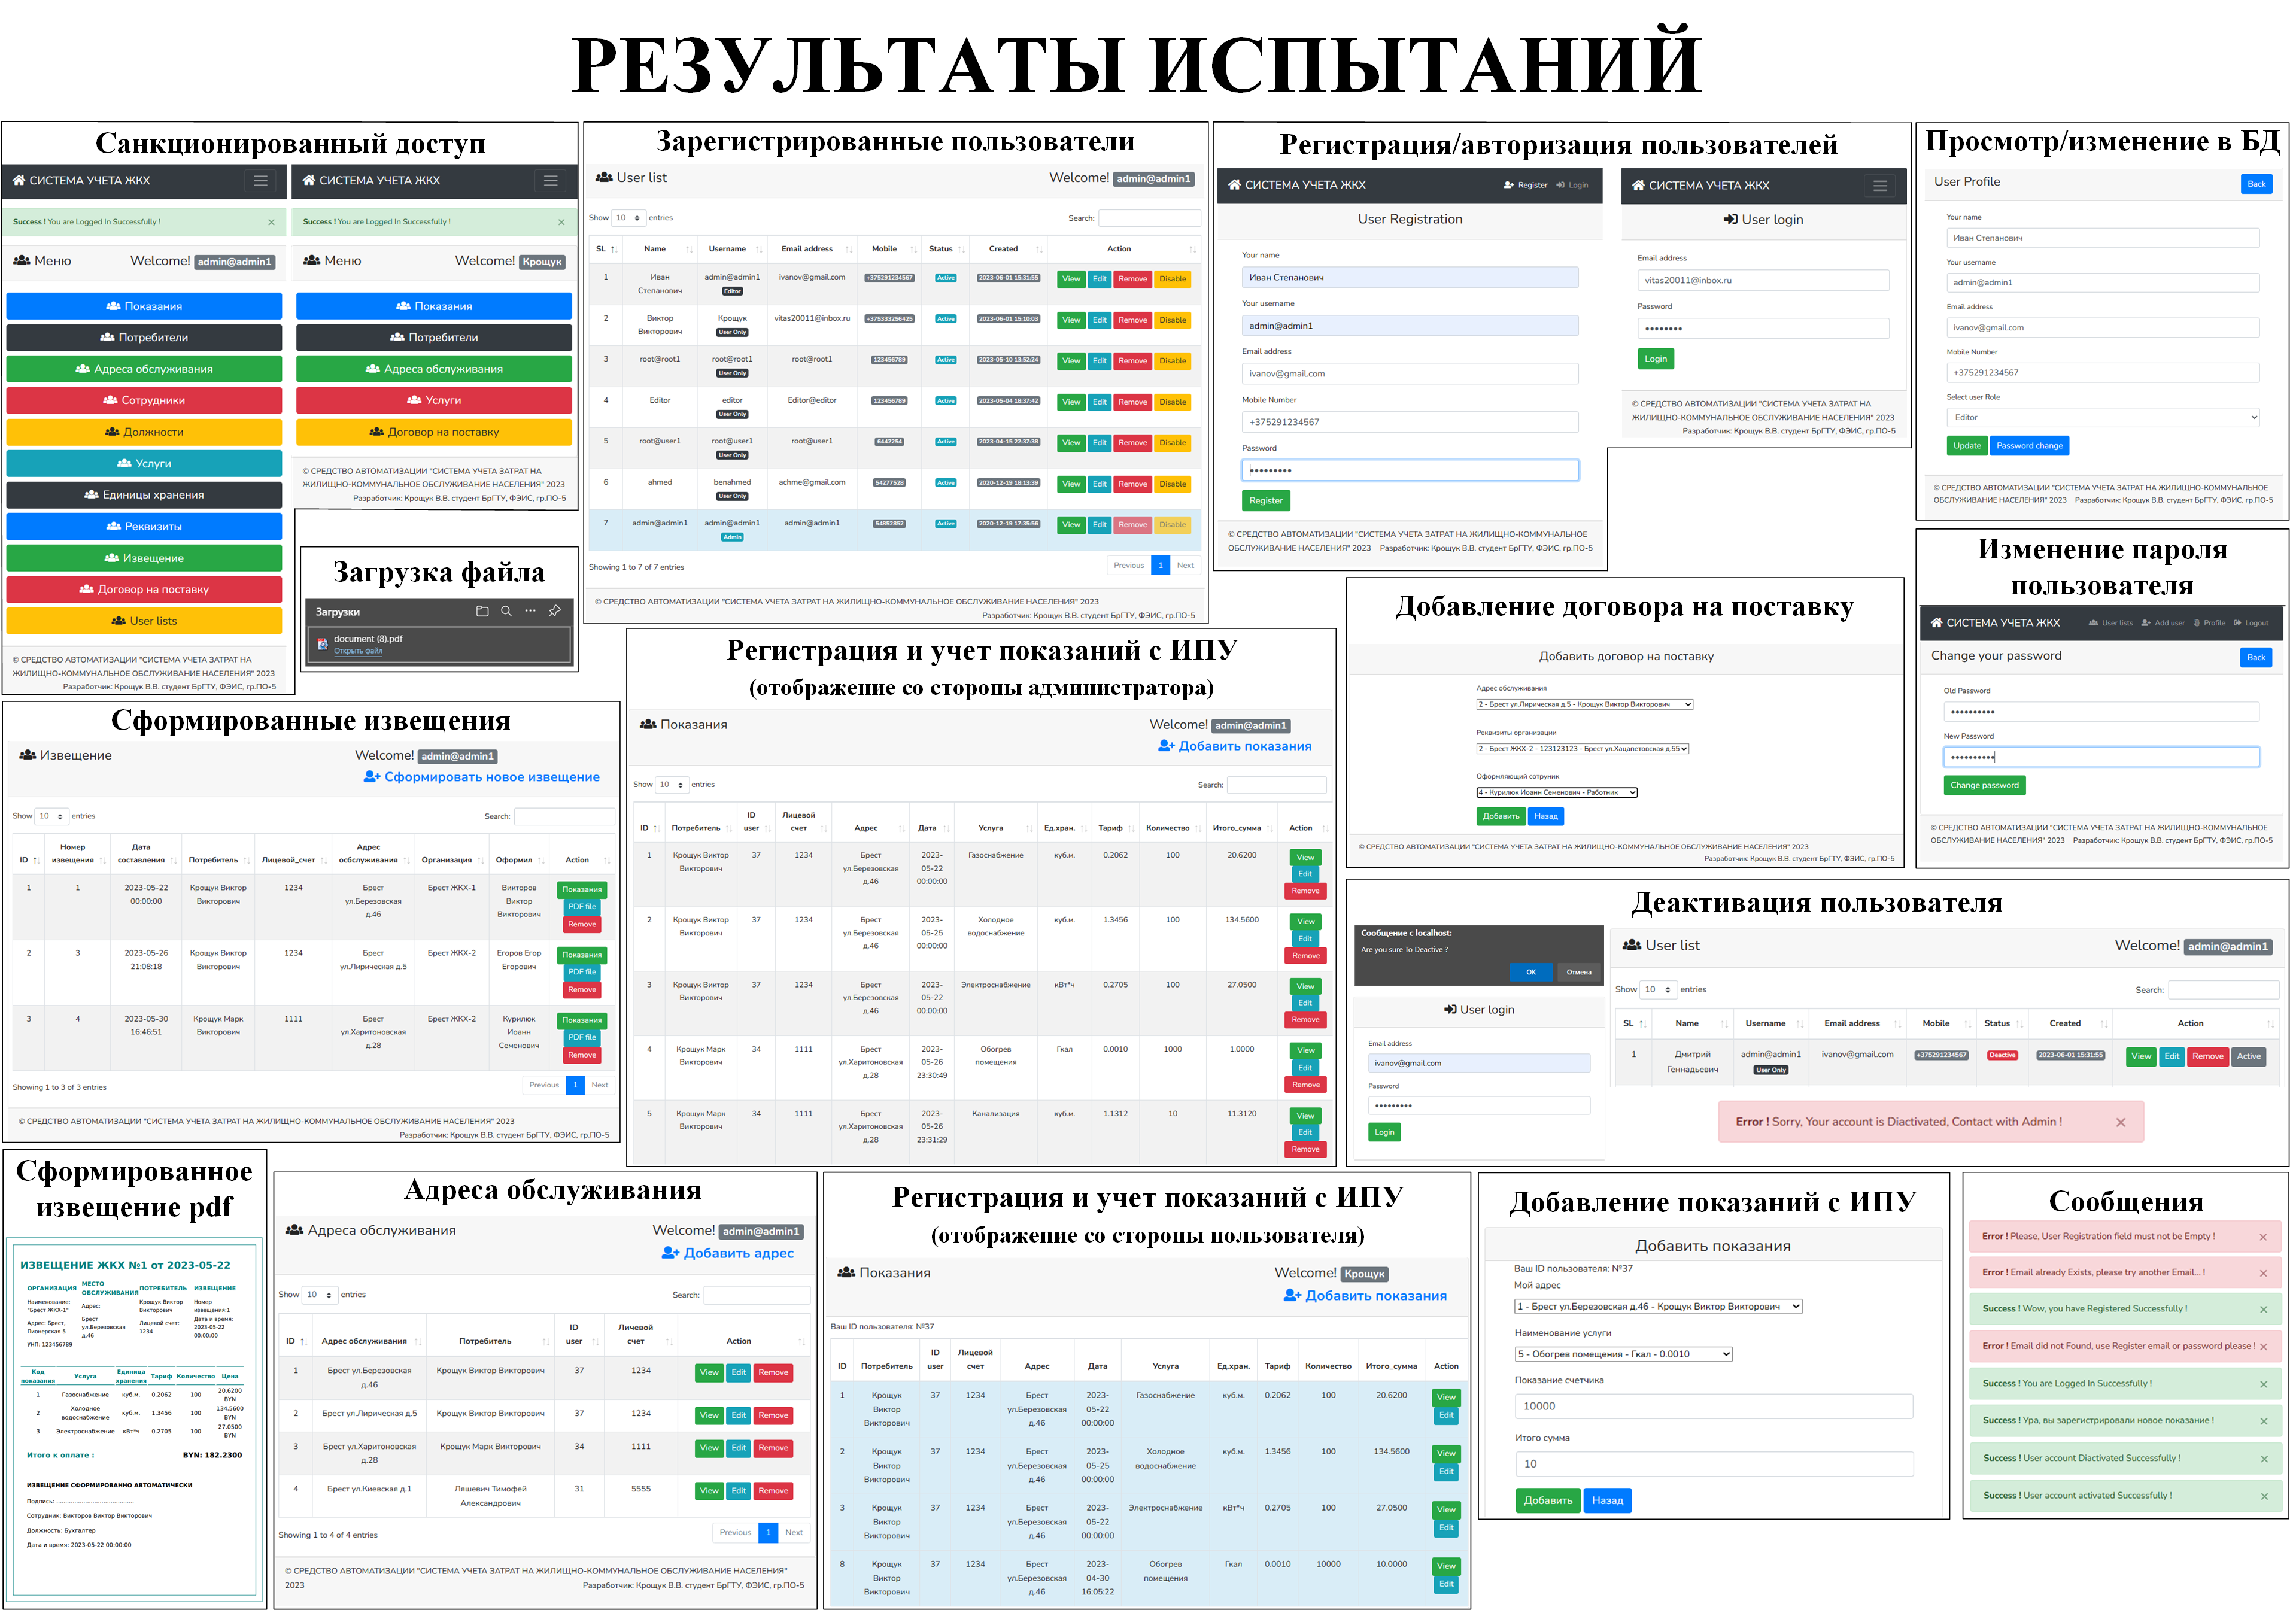 РЕЗУЛЬТАТЫ ИСПЫТАНИЙ
Санкционированный доступ
СИСТЕМА УЧЕТА ЖКХ
Success ! You are Logged In Successfully ! ×
Меню Welcome! admin@admin1
Показания
Потребители
Адреса обслуживания
Сотрудники
Должности
Услуги
Единицы хранения
Реквизиты
Извещение
Договор на поставку
User lists
© СРЕДСТВО АВТОМАТИЗАЦИИ "СИСТЕМА УЧЕТА ЗАТРАТ НА
ЖИЛИЩНО-КОММУНАЛЬНОЕ ОБСЛУЖИВАНИЕ НАСЕЛЕНИЯ" 2023
Разработчик: Крощук В.В. студент БрГТУ, ФЭИС, гр.ПО-5
СИСТЕМА УЧЕТА ЖКХ
Success ! You are Logged In Successfully ! ×
Меню Welcome! Крощук
Показания
Потребители
Адреса обслуживания
Услуги
Договор на поставку
© СРЕДСТВО АВТОМАТИЗАЦИИ "СИСТЕМА УЧЕТА ЗАТРАТ НА
ЖИЛИЩНО-КОММУНАЛЬНОЕ ОБСЛУЖИВАНИЕ НАСЕЛЕНИЯ" 2023
Разработчик: Крощук В.В. студент БрГТУ, ФЭИС, гр.ПО-5
Загрузка файла
Загрузки
document (8).pdf
Открыть файл
Зарегистрированные пользователи
User list Welcome! admin@admin1
Show 10 entries Search:
SL Name Username Email address Mobile Status Created Action
1 Иван Степанович admin@admin1 Editor ivanov@gmail.com +375291234567 Active 2023-06-01 15:31:55 View Edit Remove Disable
2 Виктор Викторович Крощук User Only vitas20011@inbox.ru +375333256425 Active 2023-06-01 15:10:03 View Edit Remove Disable
3 root@root1 root@root1 User Only root@root1 123456789 Active 2023-05-10 13:52:24 View Edit Remove Disable
4 Editor editor User Only Editor@editor 123456789 Active 2023-05-04 18:37:42 View Edit Remove Disable
5 root@user1 root@user1 User Only root@user1 6442254 Active 2023-04-15 22:37:38 View Edit Remove Disable
6 ahmed benahmed User Only achme@gmail.com 54277528 Active 2020-12-19 18:13:39 View Edit Remove Disable
7 admin@admin1 admin@admin1 Admin admin@admin1 54852852 Active 2020-12-19 17:35:56 View Edit Remove Disable
Showing 1 to 7 of 7 entries Previous 1 Next
© СРЕДСТВО АВТОМАТИЗАЦИИ "СИСТЕМА УЧЕТА ЗАТРАТ НА ЖИЛИЩНО-КОММУНАЛЬНОЕ ОБСЛУЖИВАНИЕ НАСЕЛЕНИЯ" 2023
Разработчик: Крощук В.В. студент БрГТУ, ФЭИС, гр.ПО-5
Регистрация/авторизация пользователей
СИСТЕМА УЧЕТА ЖКХ Register Login
User Registration
Your name
Иван Степанович
Your username
admin@admin1
Email address
ivanov@gmail.com
Mobile Number
+375291234567
Password
•••••••••
Register
© СРЕДСТВО АВТОМАТИЗАЦИИ "СИСТЕМА УЧЕТА ЗАТРАТ НА ЖИЛИЩНО-КОММУНАЛЬНОЕ
ОБСЛУЖИВАНИЕ НАСЕЛЕНИЯ" 2023 Разработчик: Крощук В.В. студент БрГТУ, ФЭИС, гр.ПО-5
СИСТЕМА УЧЕТА ЖКХ
User login
Email address
vitas20011@inbox.ru
Password
••••••••
Login
© СРЕДСТВО АВТОМАТИЗАЦИИ "СИСТЕМА УЧЕТА ЗАТРАТ НА
ЖИЛИЩНО-КОММУНАЛЬНОЕ ОБСЛУЖИВАНИЕ НАСЕЛЕНИЯ" 2023
Разработчик: Крощук В.В. студент БрГТУ, ФЭИС, гр.ПО-5
Просмотр/изменение в БД
User Profile Back
Your name
Иван Степанович
Your username
admin@admin1
Email address
ivanov@gmail.com
Mobile Number
+375291234567
Select user Role
Editor
Update Password change
© СРЕДСТВО АВТОМАТИЗАЦИИ "СИСТЕМА УЧЕТА ЗАТРАТ НА ЖИЛИЩНО-КОММУНАЛЬНОЕ
ОБСЛУЖИВАНИЕ НАСЕЛЕНИЯ" 2023 Разработчик: Крощук В.В. студент БрГТУ, ФЭИС, гр.ПО-5
Изменение пароля
пользователя
СИСТЕМА УЧЕТА ЖКХ User lists Add user Profile Logout
Change your password Back
Old Password
••••••••••
New Password
••••••••••
Change password
© СРЕДСТВО АВТОМАТИЗАЦИИ "СИСТЕМА УЧЕТА ЗАТРАТ НА ЖИЛИЩНО-КОММУНАЛЬНОЕ
ОБСЛУЖИВАНИЕ НАСЕЛЕНИЯ" 2023 Разработчик: Крощук В.В. студент БрГТУ, ФЭИС, гр.ПО-5
Добавление договора на поставку
Добавить договор на поставку
Адрес обслуживания
2 - Брест ул.Лирическая д.5 - Крощук Виктор Викторович
Реквизиты организации
2 - Брест ЖКХ-2 - 123123123 - Брест ул.Хацапетовская д.55
Оформляющий сотруник
4 - Курилюк Иоанн Семенович - Работник
Добавить Назад
© СРЕДСТВО АВТОМАТИЗАЦИИ "СИСТЕМА УЧЕТА ЗАТРАТ НА ЖИЛИЩНО-КОММУНАЛЬНОЕ ОБСЛУЖИВАНИЕ НАСЕЛЕНИЯ" 2023
Разработчик: Крощук В.В. студент БрГТУ, ФЭИС, гр.ПО-5
Сформированные извещения
Извещение Welcome! admin@admin1
Сформировать новое извещение
Show 10 entries Search:
ID Номер извещения Дата составления Потребитель Лицевой_счет Адрес обслуживания Организация Оформил Action
1 1 2023-05-22 00:00:00 Крощук Виктор Викторович 1234 Брест ул.Березовская д.46 Брест ЖКХ-1 Викторов Виктор Викторович Показания PDF file Remove
2 3 2023-05-26 21:08:18 Крощук Виктор Викторович 1234 Брест ул.Лирическая д.5 Брест ЖКХ-2 Егоров Егор Егорович Показания PDF file Remove
3 4 2023-05-30 16:46:51 Крощук Марк Викторович 1111 Брест ул.Харитоновская д.28 Брест ЖКХ-2 Курилюк Иоанн Семенович Показания PDF file Remove
Showing 1 to 3 of 3 entries Previous 1 Next
© СРЕДСТВО АВТОМАТИЗАЦИИ "СИСТЕМА УЧЕТА ЗАТРАТ НА ЖИЛИЩНО-КОММУНАЛЬНОЕ ОБСЛУЖИВАНИЕ НАСЕЛЕНИЯ" 2023
Разработчик: Крощук В.В. студент БрГТУ, ФЭИС, гр.ПО-5
Регистрация и учет показаний с ИПУ
(отображение со стороны администратора)
Показания Welcome! admin@admin1
Добавить показания
Show 10 entries Search:
ID Потребитель ID user Лицевой счет Адрес Дата Услуга Ед.хран. Тариф Количество Итого_сумма Action
1 Крощук Виктор Викторович 37 1234 Брест ул.Березовская д.46 2023-05-22 00:00:00 Газоснабжение куб.м. 0.2062 100 20.6200 View Edit Remove
2 Крощук Виктор Викторович 37 1234 Брест ул.Березовская д.46 2023-05-25 00:00:00 Холодное водоснабжение куб.м. 1.3456 100 134.5600 View Edit Remove
3 Крощук Виктор Викторович 37 1234 Брест ул.Березовская д.46 2023-05-22 00:00:00 Электроснабжение кВт*ч 0.2705 100 27.0500 View Edit Remove
4 Крощук Марк Викторович 34 1111 Брест ул.Харитоновская д.28 2023-05-26 23:30:49 Обогрев помещения Гкал 0.0010 1000 1.0000 View Edit Remove
5 Крощук Марк Викторович 34 1111 Брест ул.Харитоновская д.28 2023-05-26 23:31:29 Канализация куб.м. 1.1312 10 11.3120 View Edit Remove
Деактивация пользователя
Сообщение с localhost:
Are you sure To Deactive ?
ОК Отмена
User login
Email address
ivanov@gmail.com
Password
•••••••••
Login
User list Welcome! admin@admin1
Show 10 entries Search:
SL Name Username Email address Mobile Status Created Action
1 Дмитрий Геннадьевич admin@admin1 User Only ivanov@gmail.com +375291234567 Deactive 2023-06-01 15:31:55 View Edit Remove Active
Error ! Sorry, Your account is Diactivated, Contact with Admin ! ×
Сформированное
извещение pdf
ИЗВЕЩЕНИЕ ЖКХ №1 от 2023-05-22
ОРГАНИЗАЦИЯ МЕСТО ОБСЛУЖИВАНИЯ ПОТРЕБИТЕЛЬ ИЗВЕЩЕНИЕ
Наименование: "Брест ЖКХ-1" Адрес: Брест ул.Березовская д.46 Крощук Виктор Викторович Номер извещения:1
Адрес: Брест, Пионерская 5 Лицевой счет: 1234 Дата и время: 2023-05-22 00:00:00
УНП: 123456789
Код показания Услуга Единица хранения Тариф Количество Цена
1 Газоснабжение куб.м. 0.2062 100 20.6200 BYN
2 Холодное водоснабжение куб.м. 1.3456 100 134.5600 BYN
3 Электроснабжение кВт*ч 0.2705 100 27.0500 BYN
Итого к оплате : BYN: 182.2300
ИЗВЕЩЕНИЕ СФОРМИРОВАННО АВТОМАТИЧЕСКИ
Подпись: ........................................
Сотрудник: Викторов Виктор Викторович
Должность: Бухгалтер
Дата и время: 2023-05-22 00:00:00
Адреса обслуживания
Адреса обслуживания Welcome! admin@admin1
Добавить адрес
Show 10 entries Search:
ID Адрес обслуживания Потребитель ID user Личевой счет Action
1 Брест ул.Березовская д.46 Крощук Виктор Викторович 37 1234 View Edit Remove
2 Брест ул.Лирическая д.5 Крощук Виктор Викторович 37 1234 View Edit Remove
3 Брест ул.Харитоновская д.28 Крощук Марк Викторович 34 1111 View Edit Remove
4 Брест ул.Киевская д.1 Ляшевич Тимофей Александрович 31 5555 View Edit Remove
Showing 1 to 4 of 4 entries Previous 1 Next
© СРЕДСТВО АВТОМАТИЗАЦИИ "СИСТЕМА УЧЕТА ЗАТРАТ НА ЖИЛИЩНО-КОММУНАЛЬНОЕ ОБСЛУЖИВАНИЕ НАСЕЛЕНИЯ"
2023 Разработчик: Крощук В.В. студент БрГТУ, ФЭИС, гр.ПО-5
Регистрация и учет показаний с ИПУ
(отображение со стороны пользователя)
Показания Welcome! Крощук
Добавить показания
Ваш ID пользователя: №37
ID Потребитель ID user Лицевой счет Адрес Дата Услуга Ед.хран. Тариф Количество Итого_сумма Action
1 Крощук Виктор Викторович 37 1234 Брест ул.Березовская д.46 2023-05-22 00:00:00 Газоснабжение куб.м. 0.2062 100 20.6200 View Edit
2 Крощук Виктор Викторович 37 1234 Брест ул.Березовская д.46 2023-05-25 00:00:00 Холодное водоснабжение куб.м. 1.3456 100 134.5600 View Edit
3 Крощук Виктор Викторович 37 1234 Брест ул.Березовская д.46 2023-05-22 00:00:00 Электроснабжение кВт*ч 0.2705 100 27.0500 View Edit
8 Крощук Виктор Викторович 37 1234 Брест ул.Березовская д.46 2023-04-30 16:05:22 Обогрев помещения Гкал 0.0010 10000 10.0000 View Edit
Добавление показаний с ИПУ
Добавить показания
Ваш ID пользователя: №37
Мой адрес
1 - Брест ул.Березовская д.46 - Крощук Виктор Викторович
Наименование услуги
5 - Обогрев помещения - Гкал - 0.0010
Показание счетчика
10000
Итого сумма
10
Добавить Назад
Сообщения
Error ! Please, User Registration field must not be Empty ! ×
Error ! Email already Exists, please try another Email... ! ×
Success ! Wow, you have Registered Successfully ! ×
Error ! Email did not Found, use Register email or password please ! ×
Success ! You are Logged In Successfully ! ×
Success ! Ура, вы зарегистрировали новое показание ! ×
Success ! User account Diactivated Successfully ! ×
Success ! User account activated Successfully ! ×